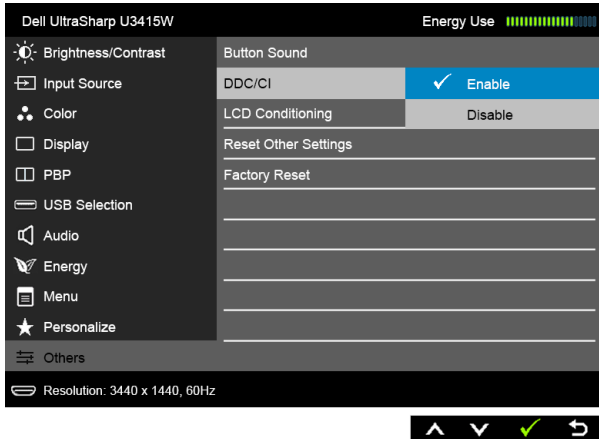 Dell UltraSharp U3415W
Energy Use
Brightness/Contrast
Button Sound
Input Source
DDC/CI
Enable
Color
LCD Conditioning
Disable
Display
Reset Other Settings
PBP
Factory Reset
USB Selection
Audio
Energy
Menu
Personalize
Others
Resolution: 3440 x 1440, 60Hz